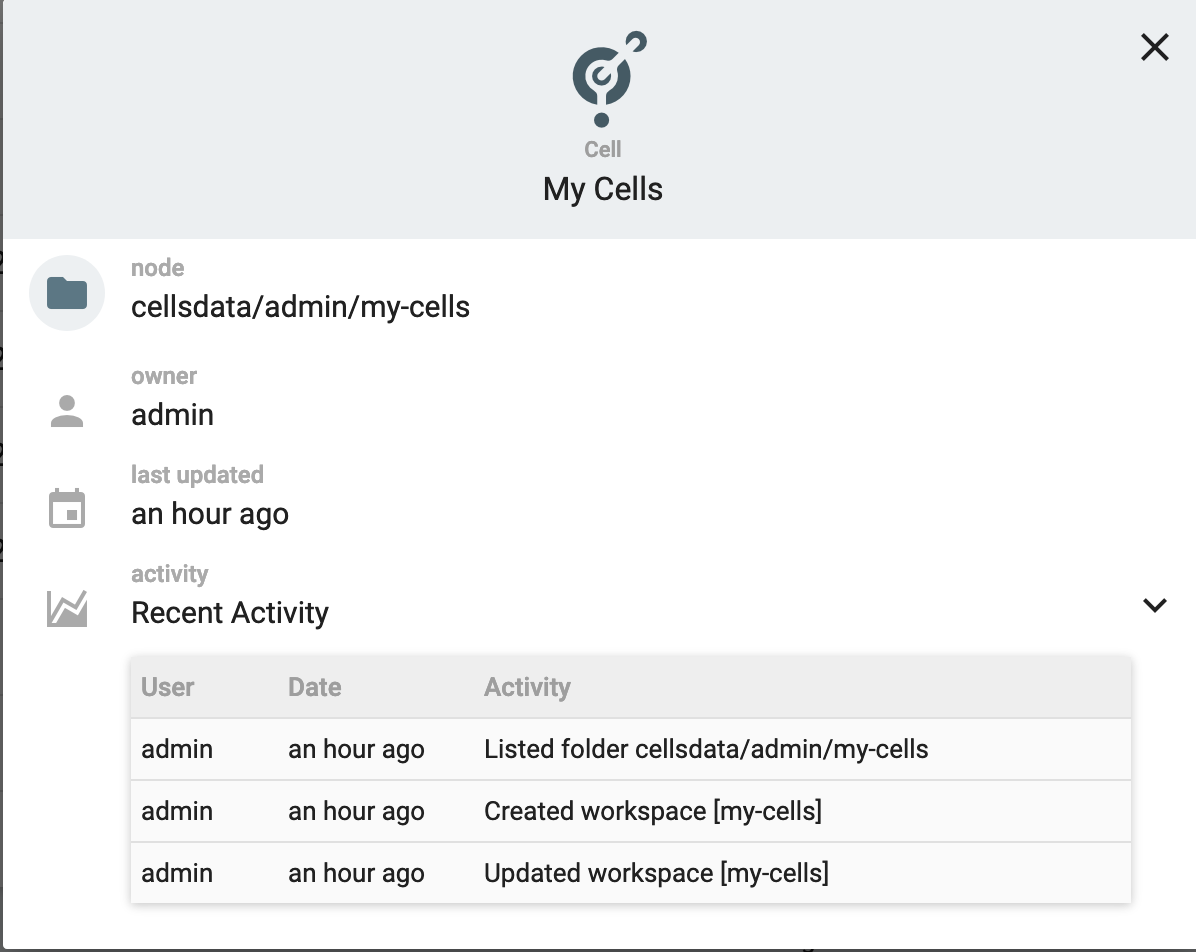 Cell
My Cells
node
cellsdata/admin/my-cells
owner
admin
last updated
an hour ago
activity
Recent Activity
User Date Activity
admin an hour ago Listed folder cellsdata/admin/my-cells
admin an hour ago Created workspace [my-cells]
admin an hour ago Updated workspace [my-cells]